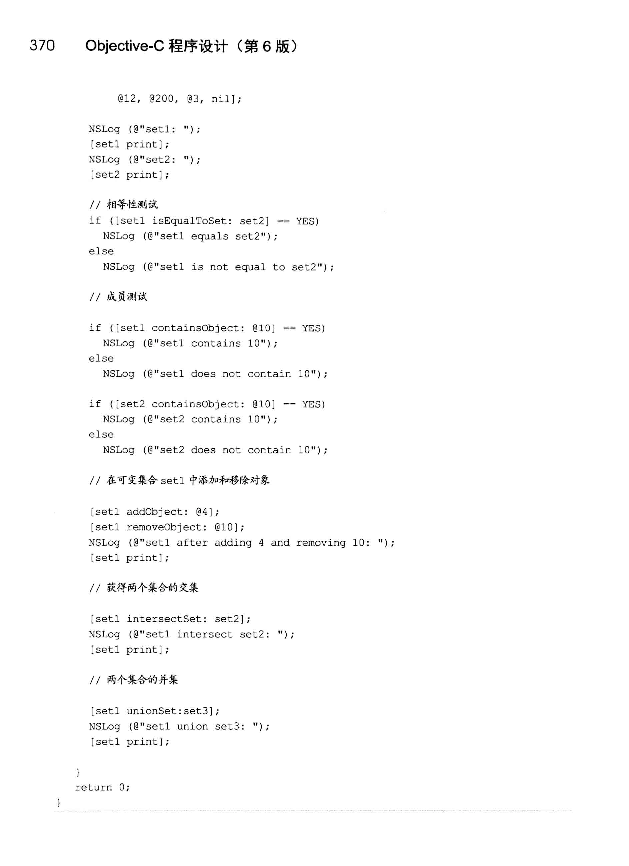 370 Objective-C 程序设计（第 6 版）
@12, @200, @3, nil];
NSLog (@"set1: ");
[set1 print];
NSLog (@"set2: ");
[set2 print];
// 相等性测试
if ([set1 isEqualToSet: set2] == YES)
NSLog (@"set1 equals set2");
else
NSLog (@"set1 is not equal to set2");
// 成员测试
if ([set1 containsObject: @10] == YES)
NSLog (@"set1 contains 10");
else
NSLog (@"set1 does not contain 10");
if ([set2 containsObject: @10] == YES)
NSLog (@"set2 contains 10");
else
NSLog (@"set2 does not contain 10");
// 在可变集合 set1 中添加和移除对象
[set1 addObject: @4];
[set1 removeObject: @10];
NSLog (@"set1 after adding 4 and removing 10: ");
[set1 print];
// 获得两个集合的交集
[set1 intersectSet: set2];
NSLog (@"set1 intersect set2: ");
[set1 print];
// 两个集合的并集
[set1 unionSet:set3];
NSLog (@"set1 union set3: ");
[set1 print];
}
return 0;
}